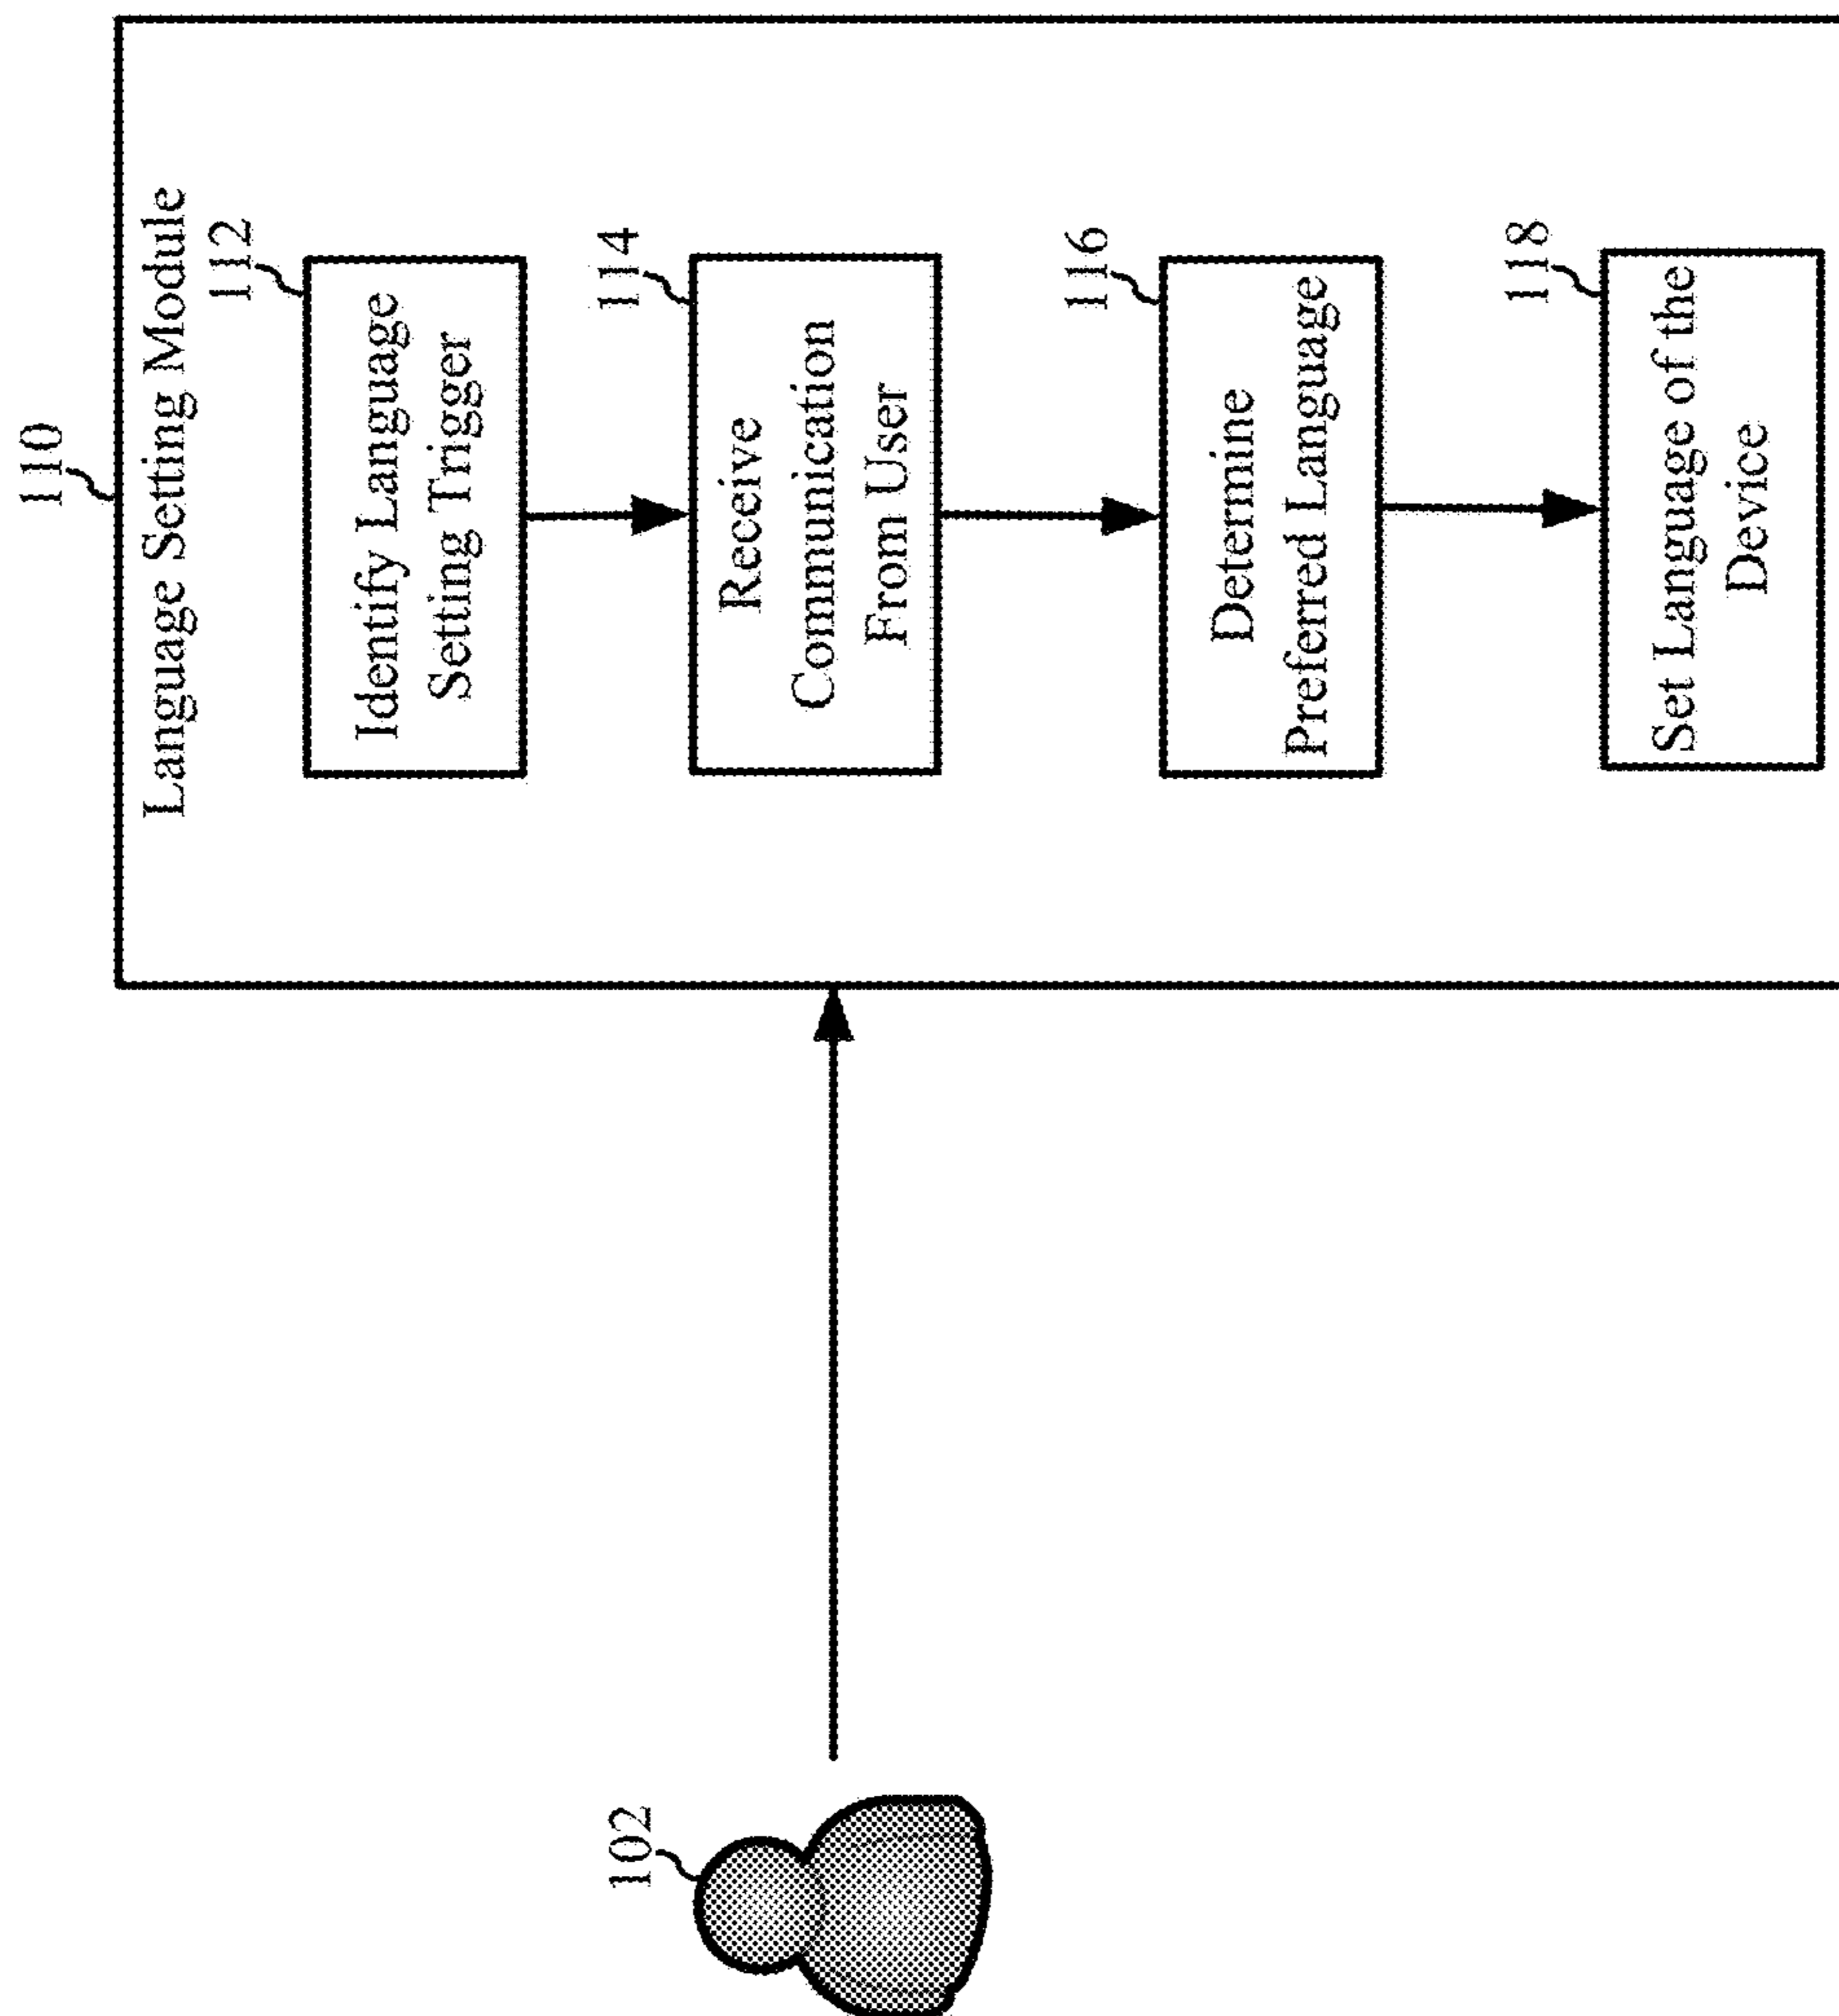 110
Language Setting Module
112
Identify Language
Setting Trigger
114
Receive
Communication
From User
116
Determine
Preferred Language
118
Set Language of the
Device
102